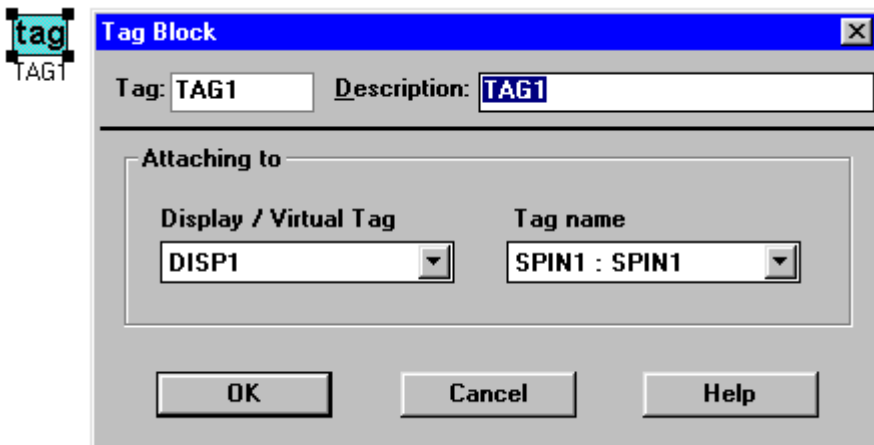 tag
TAG1
Tag Block
Tag: TAG1 Description: TAG1
Attaching to
Display / Virtual Tag Tag name
DISP1 SPIN1 : SPIN1
OK Cancel Help